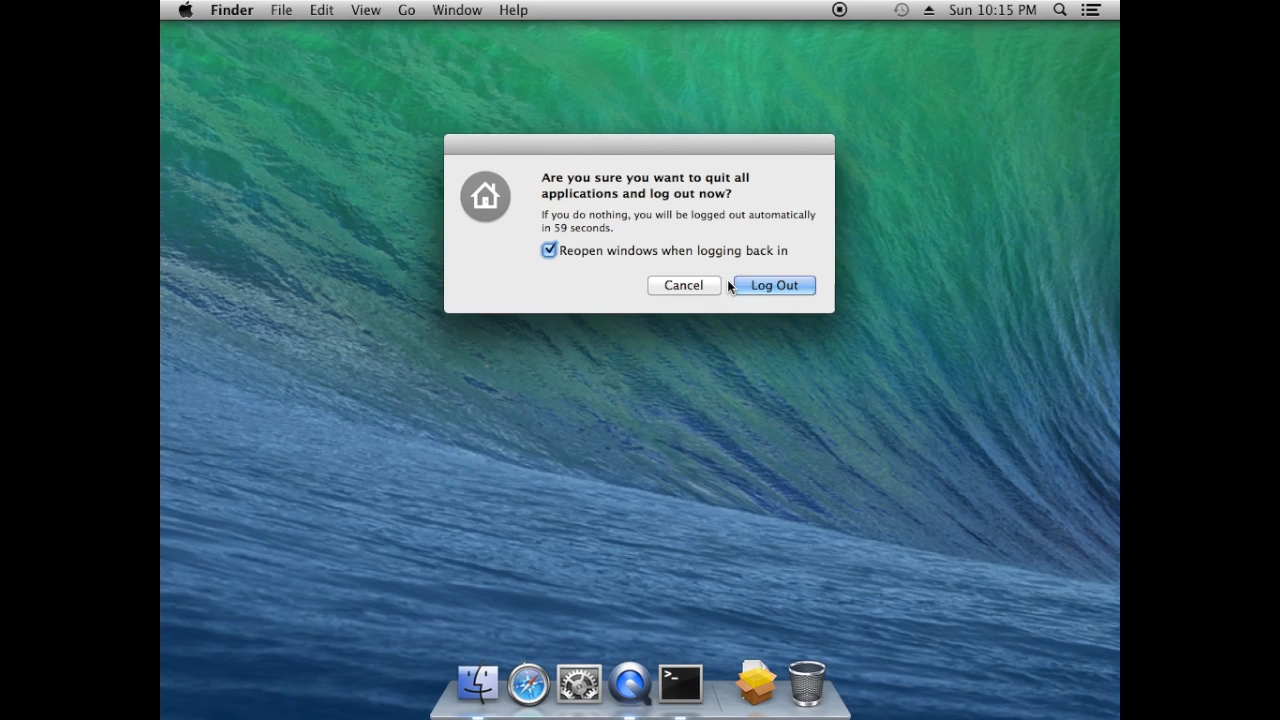 Finder File Edit View Go Window Help Sun 10:15 PM
Are you sure you want to quit all
applications and log out now?
If you do nothing, you will be logged out automatically
in 59 seconds.
Reopen windows when logging back in
Cancel Log Out
>_